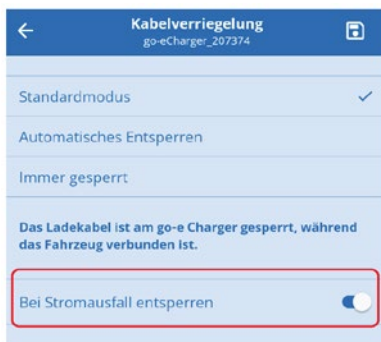 Kabelverriegelung
go-eCharger_207374
Standardmodus
Automatisches Entsperren
Immer gesperrt
Das Ladekabel ist am go-e Charger gesperrt, während
das Fahrzeug verbunden ist.
Bei Stromausfall entsperren